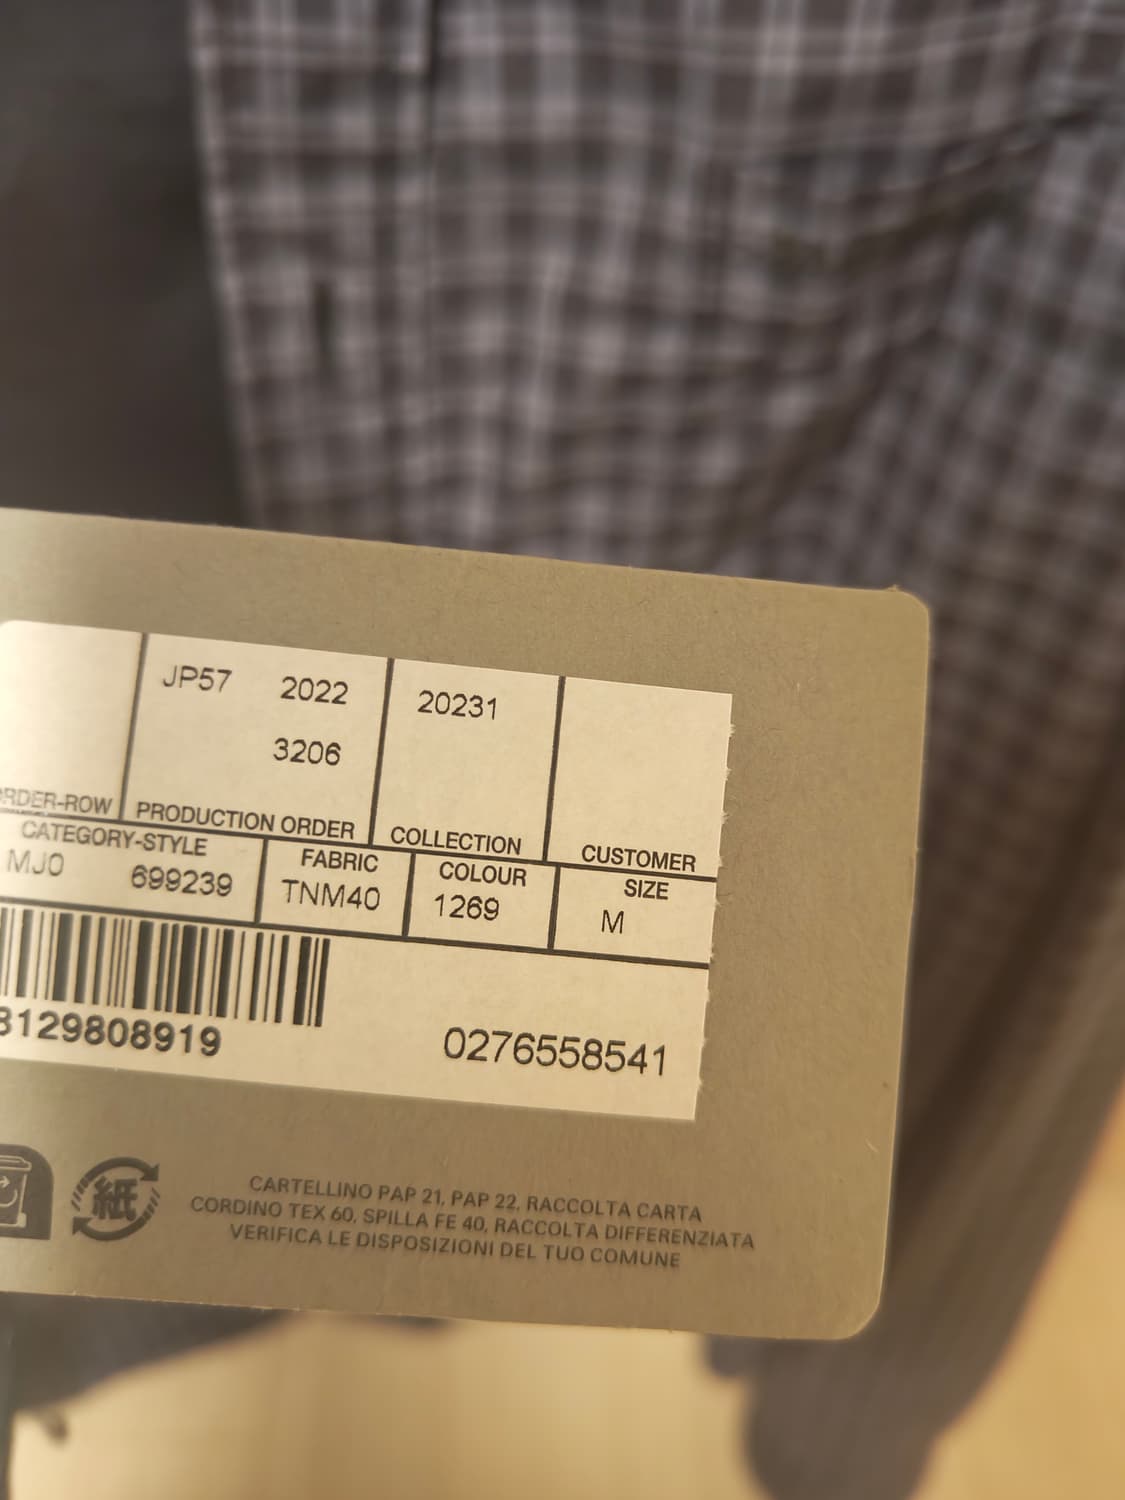 JP57 2022 20231
3206
RDER-ROW PRODUCTION ORDER COLLECTION CUSTOMER
CATEGORY-STYLE FABRIC COLOUR SIZE
MJ0 699239 TNM40 1269 M
8129808919 0276558541
紙
CARTELLINO PAP 21, PAP 22, RACCOLTA CARTA
CORDINO TEX 60, SPILLA FE 40, RACCOLTA DIFFERENZIATA
VERIFICA LE DISPOSIZIONI DEL TUO COMUNE